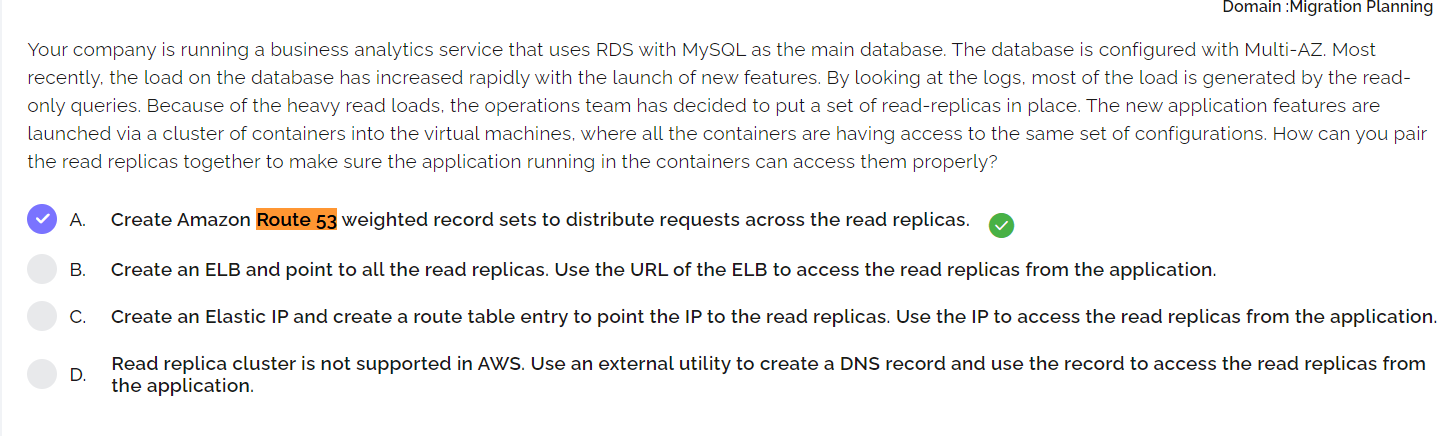 Domain :Migration Planning
Your company is running a business analytics service that uses RDS with MySQL as the main database. The database is configured with Multi-AZ. Most
recently, the load on the database has increased rapidly with the launch of new features. By looking at the logs, most of the load is generated by the read-
only queries. Because of the heavy read loads, the operations team has decided to put a set of read-replicas in place. The new application features are
launched via a cluster of containers into the virtual machines, where all the containers are having access to the same set of configurations. How can you pair
the read replicas together to make sure the application running in the containers can access them properly?
A. Create Amazon Route 53 weighted record sets to distribute requests across the read replicas.
B. Create an ELB and point to all the read replicas. Use the URL of the ELB to access the read replicas from the application.
C. Create an Elastic IP and create a route table entry to point the IP to the read replicas. Use the IP to access the read replicas from the application.
D. Read replica cluster is not supported in AWS. Use an external utility to create a DNS record and use the record to access the read replicas from
the application.